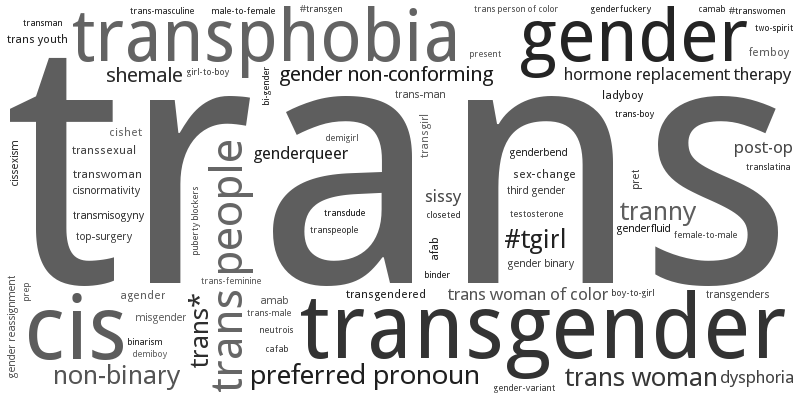 transman
trans-masculine
male-to-female
#transgen
trans person of color
genderfuckery
camab
#transwomen
trans youth
transphobia
gender
two-spirit
present
femboy
shemale
girl-to-boy
bi-gender
gender non-conforming
hormone replacement therapy
trans
trans-man
ladyboy
trans-boy
cishet
demigirl
transgirl
cissexism
transsexual
genderqueer
genderbend
post-op
transwoman
sex-change
translatina
cisnormativity
third gender
pret
puberty blockers
trans people
sissy
transmisogyny
transdude
closeted
testosterone
tranny
top-surgery
transpeople
afab
#tgirl
genderfluid
female-to-male
gender binary
binder
gender reassignment
prep
trans-feminine
agender
trans*
amab
transgendered
trans woman of color
boy-to-girl
transgenders
cis
misgender
trans-male
transgender
neutrois
binarism
demiboy
cafab
non-binary
preferred pronoun
trans woman
dysphoria
gender-variant